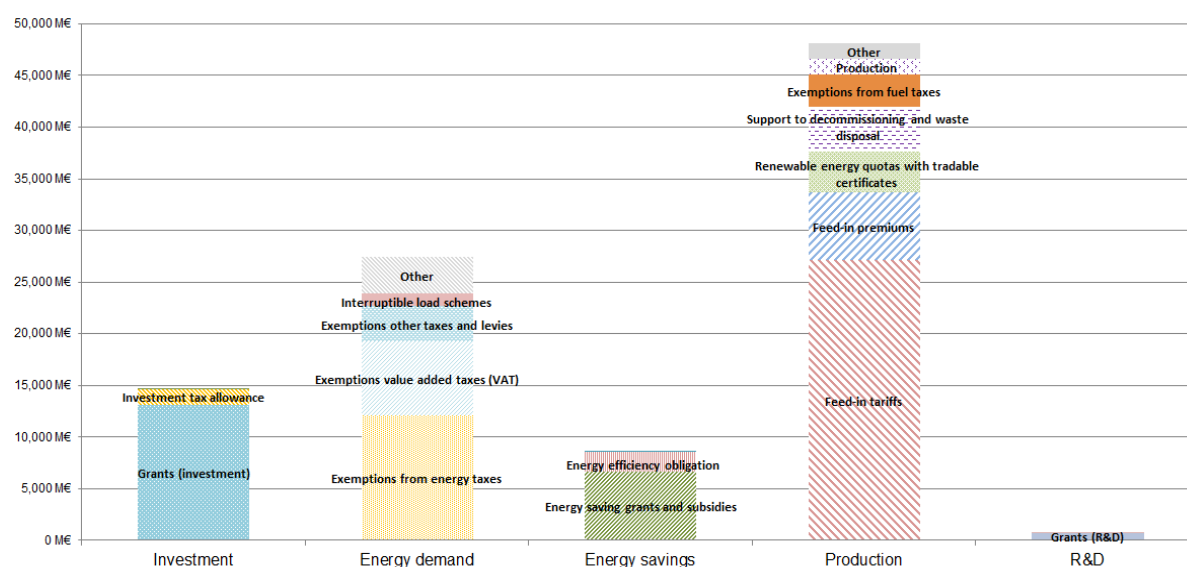 50,000 M€
45,000 M€
40,000 M€
35,000 M€
30,000 M€
25,000 M€
20,000 M€
15,000 M€
10,000 M€
5,000 M€
0 M€
Investment tax allowance
Grants (investment)
Other
Interruptible load schemes
Exemptions other taxes and levies
Exemptions value added taxes (VAT)
Exemptions from energy taxes
Energy efficiency obligation
Energy saving grants and subsidies
Other
Production
Exemptions from fuel taxes
Support to decommissioning and waste
disposal
Renewable energy quotas with tradable
certificates
Feed-in premiums
Feed-in tariffs
Grants (R&D)
Investment
Energy demand
Energy savings
Production
R&D